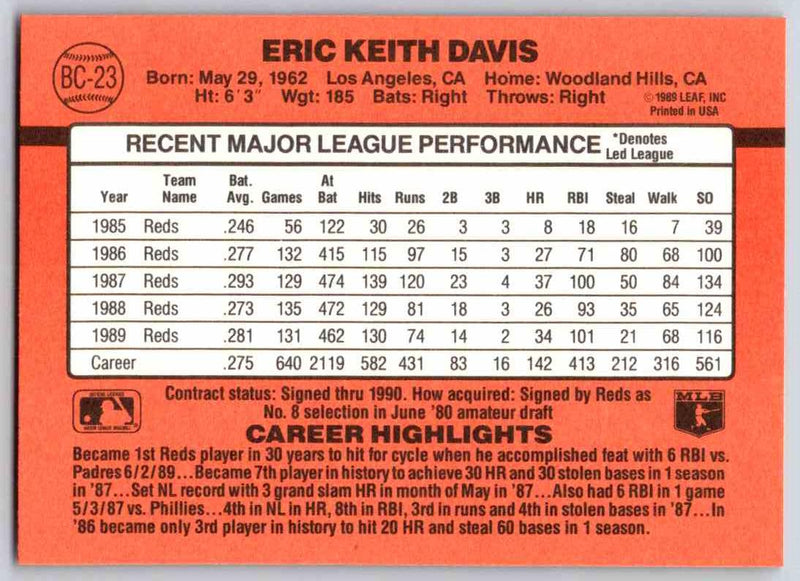 BC-23
ERIC KEITH DAVIS
Born: May 29, 1962 Los Angeles, CA Home: Woodland Hills, CA
Ht: 6' 3" Wgt: 185 Bats: Right Throws: Right
© 1989 LEAF, INC
Printed in USA
RECENT MAJOR LEAGUE PERFORMANCE *Denotes Led League
Year Team Name Bat. Avg. Games At Bat Hits Runs 2B 3B HR RBI Steal Walk SO
1985 Reds .246 56 122 30 26 3 3 8 18 16 7 39
1986 Reds .277 132 415 115 97 15 3 27 71 80 68 100
1987 Reds .293 129 474 139 120 23 4 37 100 50 84 134
1988 Reds .273 135 472 129 81 18 3 26 93 35 65 124
1989 Reds .281 131 462 130 74 14 2 34 101 21 68 116
Career .275 640 2119 582 431 83 16 142 413 212 316 561
Contract status: Signed thru 1990. How acquired: Signed by Reds as
No. 8 selection in June '80 amateur draft
MLB
CAREER HIGHLIGHTS
Became 1st Reds player in 30 years to hit for cycle when he accomplished feat with 6 RBI vs.
Padres 6/2/89...Became 7th player in history to achieve 30 HR and 30 stolen bases in 1 season
in '87...Set NL record with 3 grand slam HR in month of May in '87...Also had 6 RBI in 1 game
5/3/87 vs. Phillies...4th in NL in HR, 8th in RBI, 3rd in runs and 4th in stolen bases in '87...In
'86 became only 3rd player in history to hit 20 HR and steal 60 bases in 1 season.